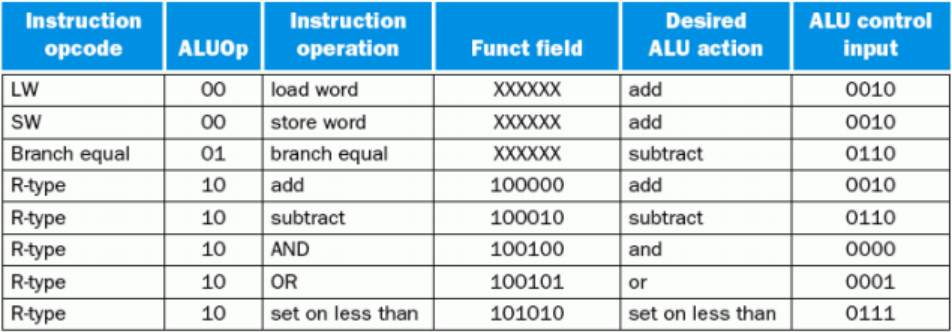 Instruction opcode ALUOp Instruction operation Funct field Desired ALU action ALU control input
LW 00 load word XXXXXX add 0010
SW 00 store word XXXXXX add 0010
Branch equal 01 branch equal XXXXXX subtract 0110
R-type 10 add 100000 add 0010
R-type 10 subtract 100010 subtract 0110
R-type 10 AND 100100 and 0000
R-type 10 OR 100101 or 0001
R-type 10 set on less than 101010 set on less than 0111